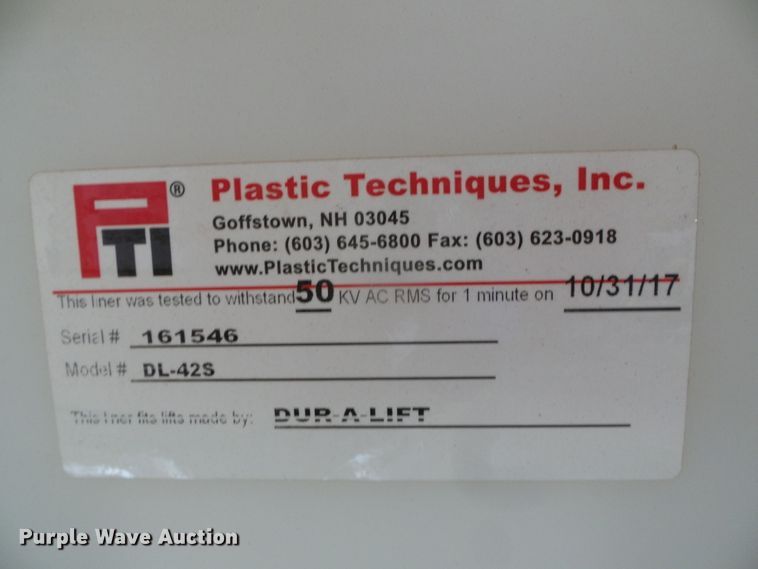 PTI® Plastic Techniques, Inc.
Goffstown, NH 03045
Phone: (603) 645-6800 Fax: (603) 623-0918
www.PlasticTechniques.com
This liner was tested to withstand 50 KV AC RMS for 1 minute on 10/31/17
Serial # 161546
Model # DL-42S
This liner fits lifts made by: DUR-A-LIFT
Purple Wave Auction